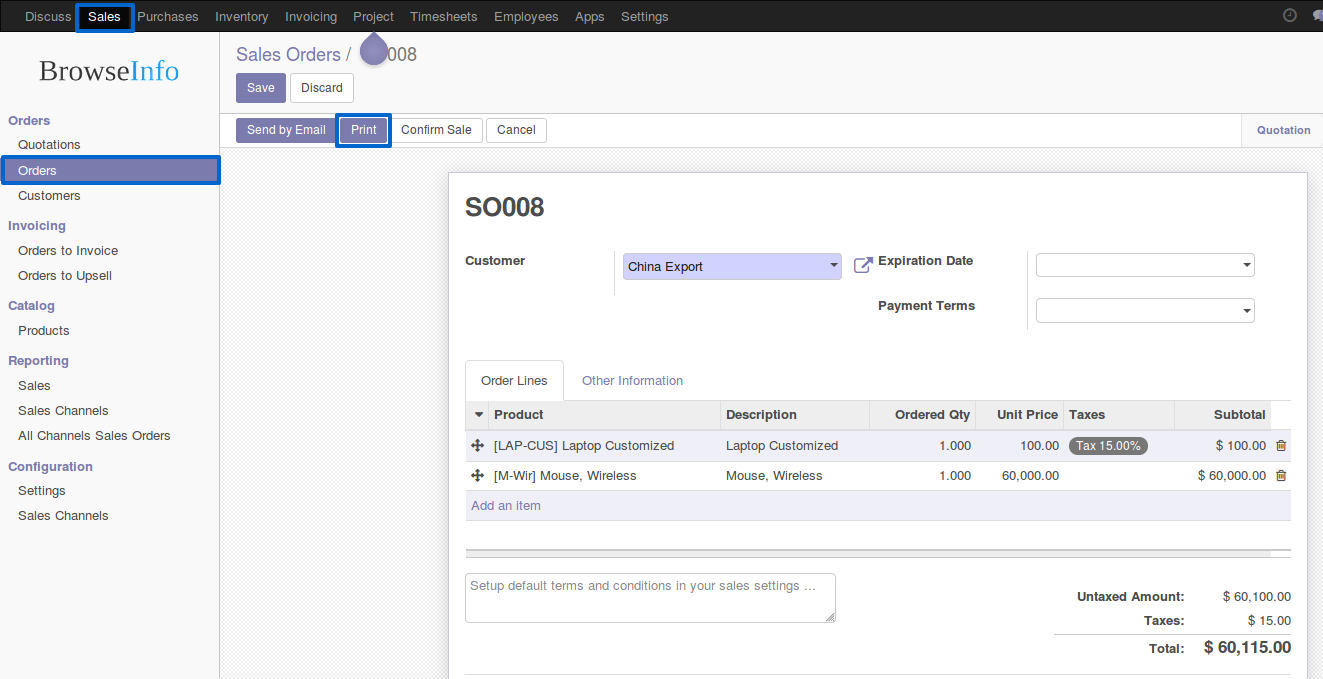 Discuss Sales Purchases Inventory Invoicing Project Timesheets Employees Apps Settings
BrowseInfo
Orders
Quotations
Orders
Customers
Invoicing
Orders to Invoice
Orders to Upsell
Catalog
Products
Reporting
Sales
Sales Channels
All Channels Sales Orders
Configuration
Settings
Sales Channels
Sales Orders / 008
Save Discard
Send by Email Print Confirm Sale Cancel Quotation
SO008
Customer China Export Expiration Date
Payment Terms
Order Lines Other Information
Product Description Ordered Qty Unit Price Taxes Subtotal
[LAP-CUS] Laptop Customized Laptop Customized 1.000 100.00 Tax 15.00% $ 100.00
[M-Wir] Mouse, Wireless Mouse, Wireless 1.000 60,000.00 $ 60,000.00
Add an item
Setup default terms and conditions in your sales settings ...
Untaxed Amount: $ 60,100.00
Taxes: $ 15.00
Total: $ 60,115.00